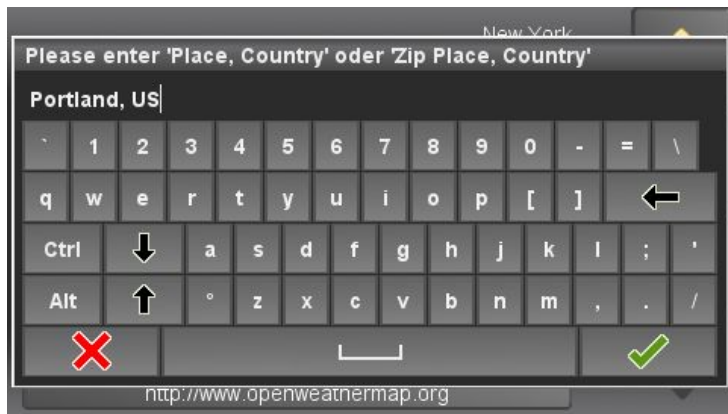 New York
Please enter 'Place, Country' oder 'Zip Place, Country'
Portland, US
` 1 2 3 4 5 6 7 8 9 0 - = \
q w e r t y u i o p [ ]
Ctrl a s d f g h j k l ; '
Alt ° z x c v b n m , . /
http://www.openweathermap.org